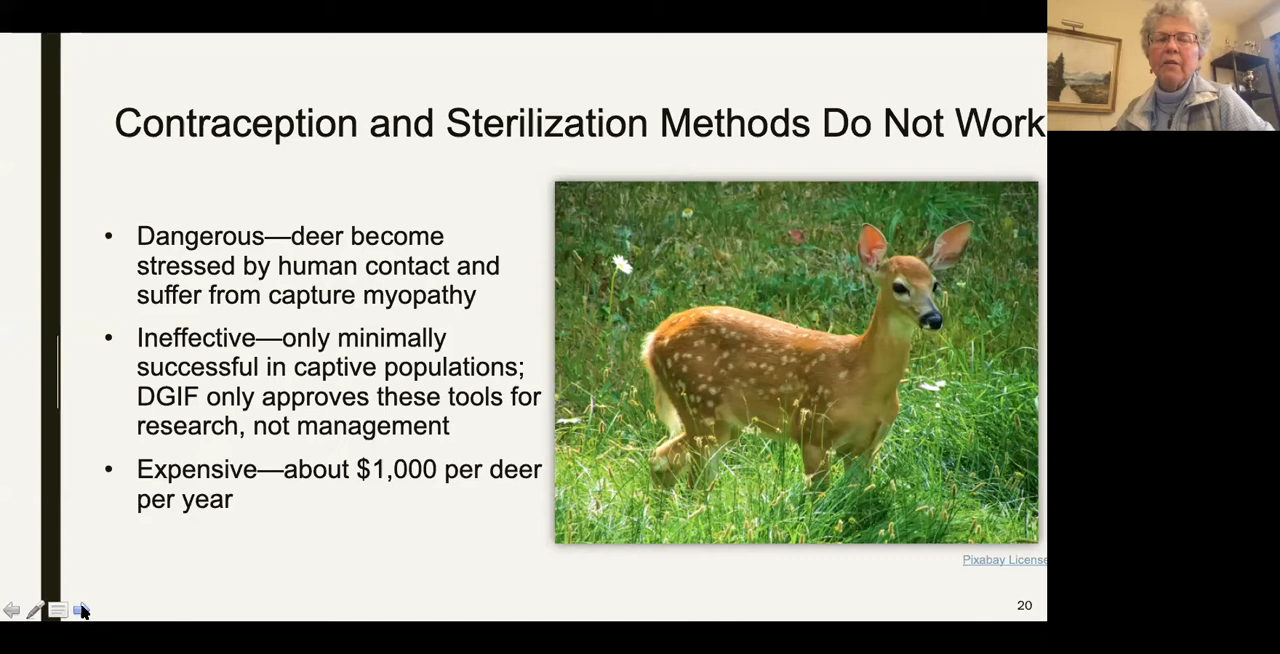 Contraception and Sterilization Methods Do Not Work
• Dangerous—deer become
stressed by human contact and
suffer from capture myopathy
• Ineffective—only minimally
successful in captive populations;
DGIF only approves these tools for
research, not management
• Expensive—about $1,000 per deer
per year
Pixabay License
20